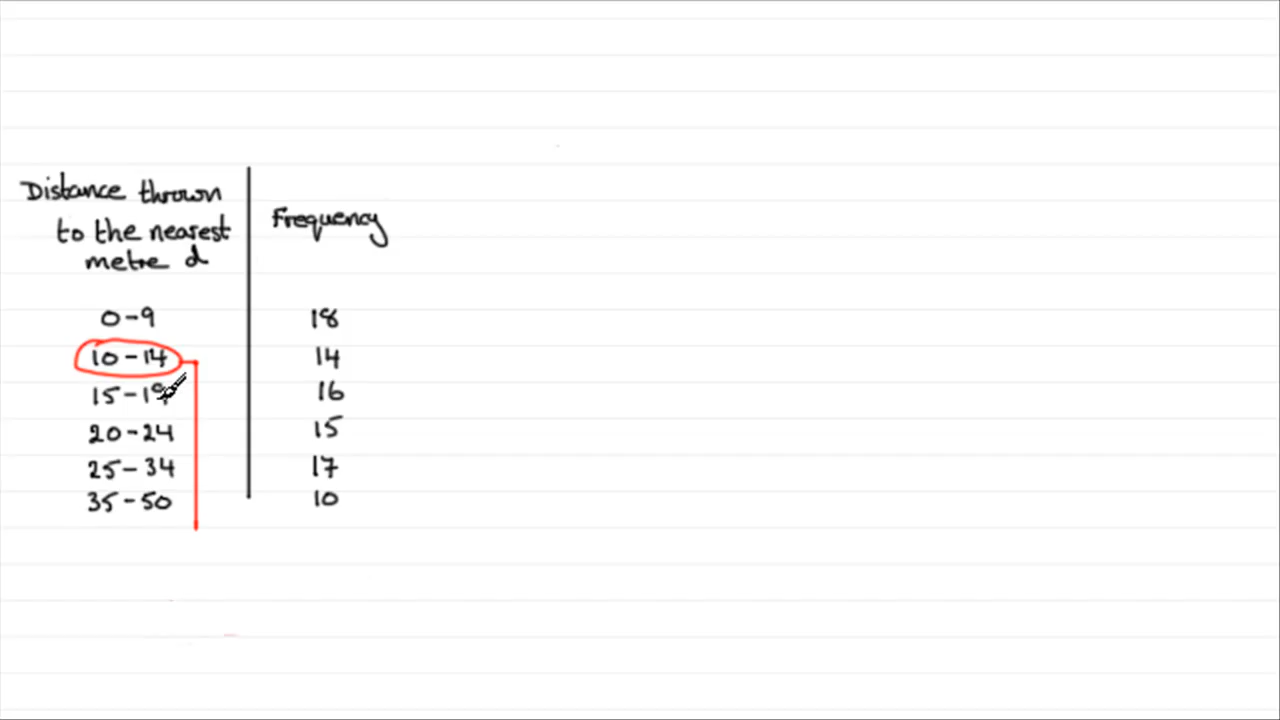 Distance thrown
to the nearest
metre d
Frequency
0-9 18
10-14 14
15-19 16
20-24 15
25-34 17
35-50 10